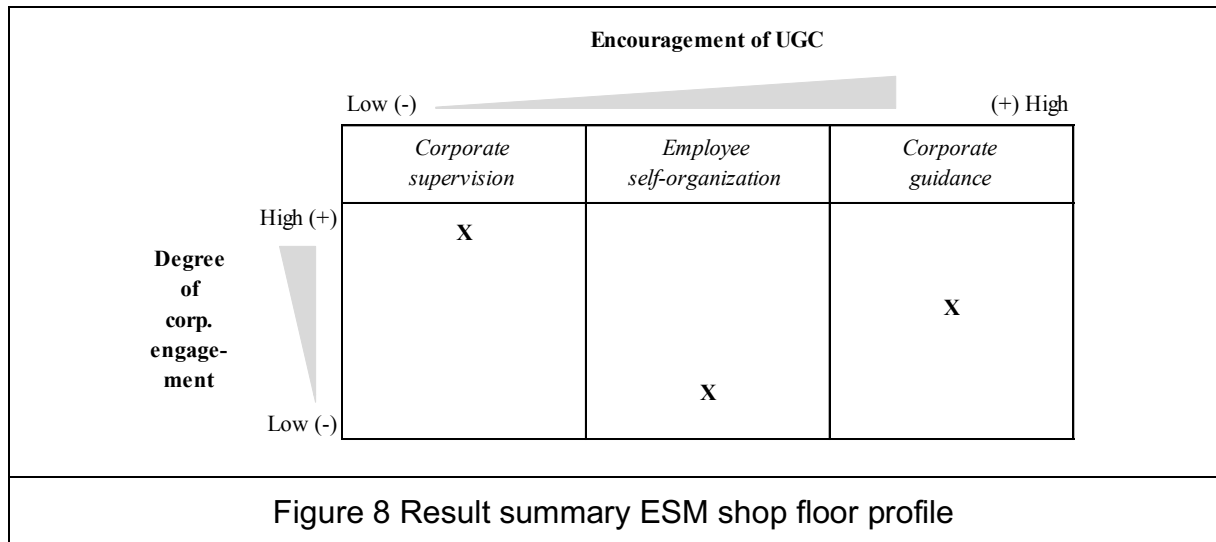 Encouragement of UGC
Low (-)
(+) High
Corporate
supervision
Employee
self-organization
Corporate
guidance
High (+)
X
Degree
of
corp.
engage-
ment
X
X
Low (-)
Figure 8 Result summary ESM shop floor profile